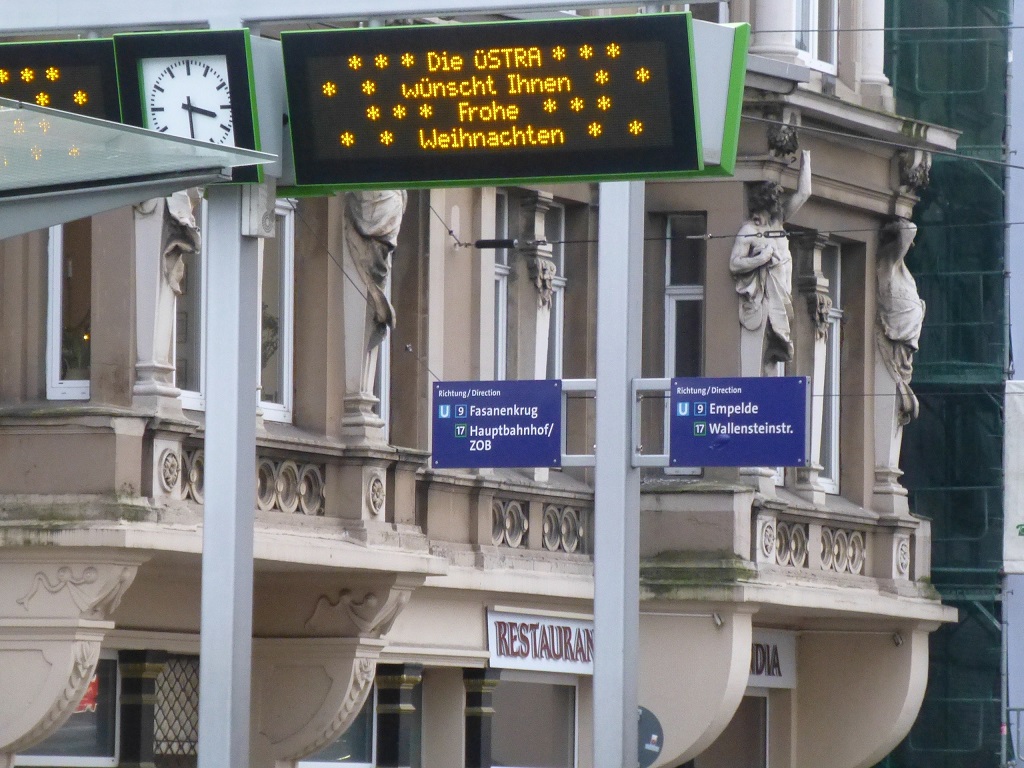 * * * Die üSTRA * * *
* * wünscht Ihnen * *
* * * Frohe * * *
* * Weihnachten * *
Richtung/Direction
U 9 Fasanenkrug
17 Hauptbahnhof/
ZOB
Richtung/Direction
U 9 Empelde
17 Wallensteinstr.
RESTAURAN